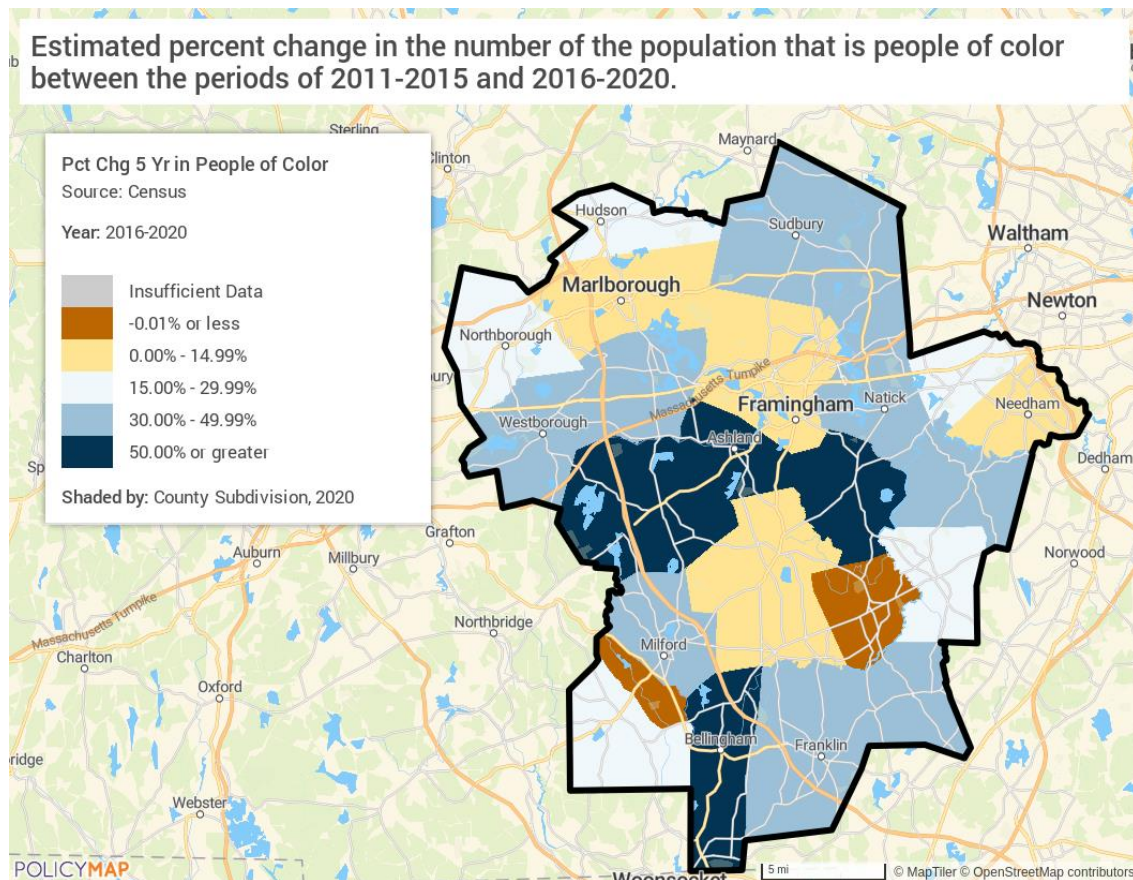 Estimated percent change in the number of the population that is people of color
between the periods of 2011-2015 and 2016-2020.
Sterling
Clinton
Maynard
Pct Chg 5 Yr in People of Color
Source: Census
Year: 2016-2020
Insufficient Data
-0.01% or less
0.00% - 14.99%
15.00% - 29.99%
30.00% - 49.99%
50.00% or greater
Shaded by: County Subdivision, 2020
Hudson
Sudbury
Waltham
Marlborough
Newton
Northborough
bury
Massachusetts Turnpike
Framingham
Natick
Needham
Westborough
Ashland
Dedham
Sp
Grafton
Auburn
Millbury
Norwood
Massachusetts Turnpike
Northbridge
Milford
Charlton
Oxford
Bellingham
Franklin
ridge
Webster
POLICYMAP
Woonsocket
5 mi
© MapTiler © OpenStreetMap contributors